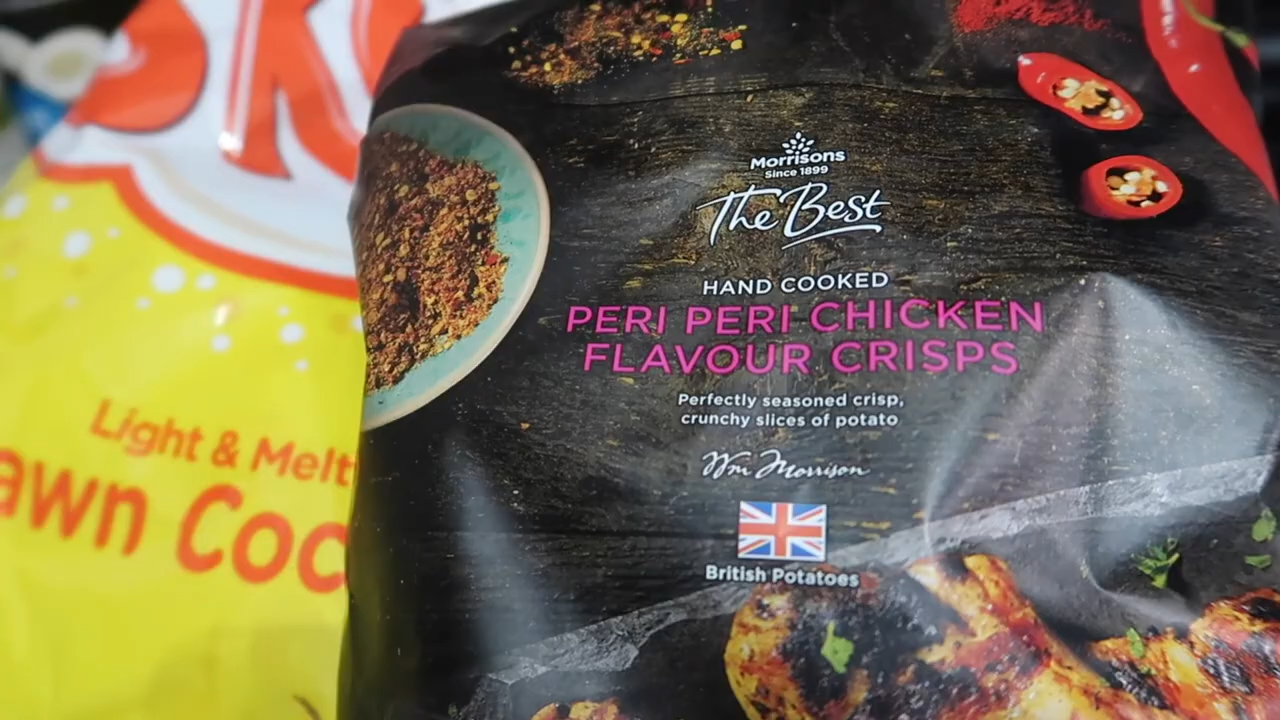 Morrisons
Since 1899
The Best
HAND COOKED
PERI PERI CHICKEN
FLAVOUR CRISPS
Perfectly seasoned crisp,
crunchy slices of potato
Wm Morrison
British Potatoes
SK
Light & Melt
awn Coc